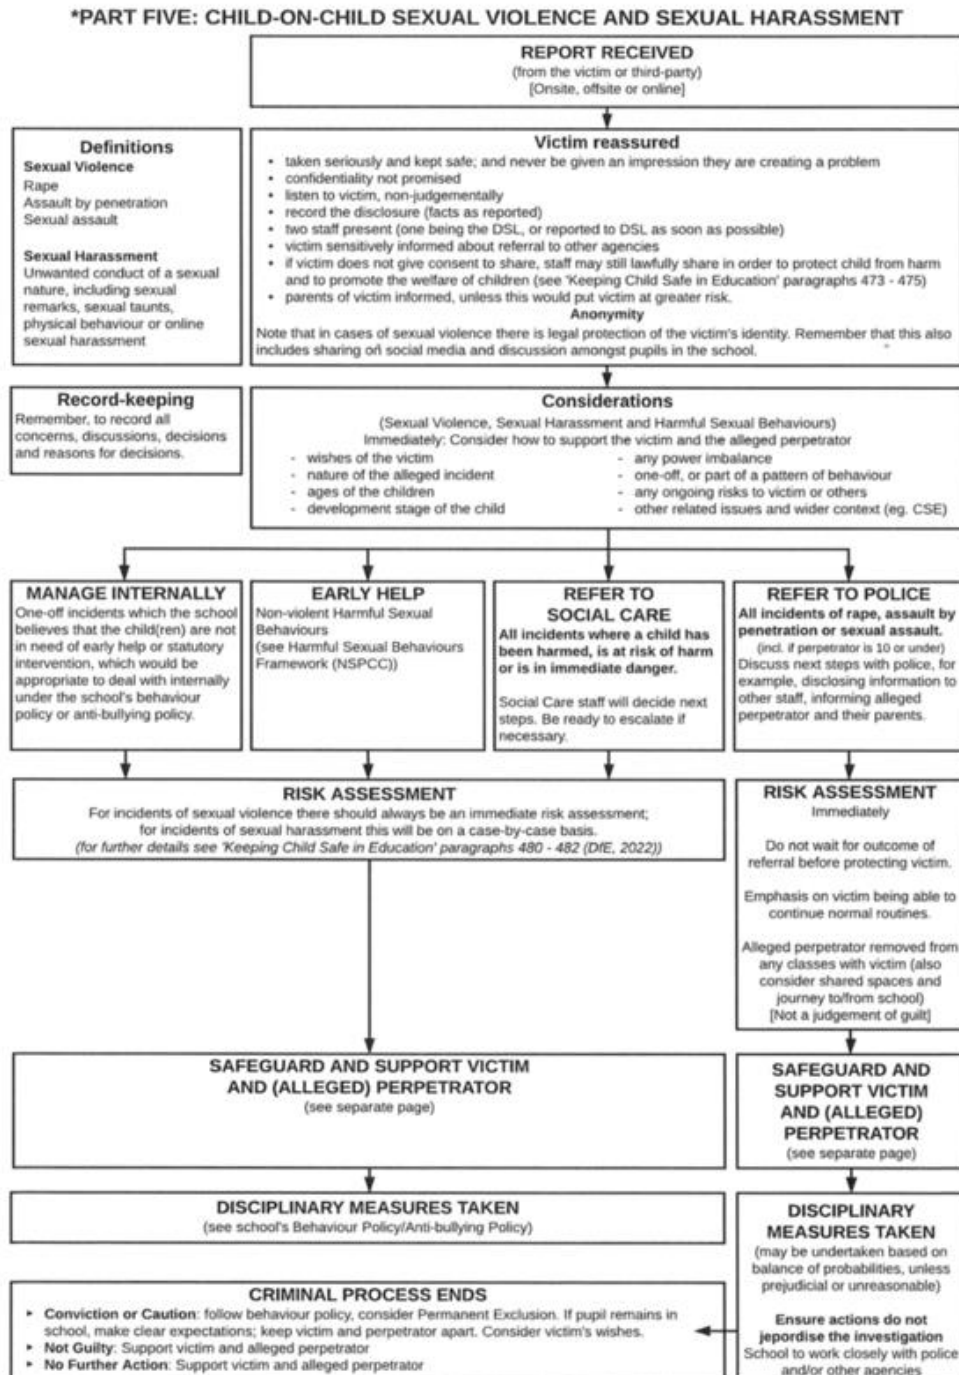 *PART FIVE: CHILD-ON-CHILD SEXUAL VIOLENCE AND SEXUAL HARASSMENT
REPORT RECEIVED
(from the victim or third-party)
[Onsite, offsite or online]
Definitions
Sexual Violence
Rape
Assault by penetration
Sexual assault
Sexual Harassment
Unwanted conduct of a sexual
nature, including sexual
remarks, sexual taunts,
physical behaviour or online
sexual harassment
Victim reassured
• taken seriously and kept safe; and never be given an impression they are creating a problem
• confidentiality not promised
• listen to victim, non-judgementally
• record the disclosure (facts as reported)
• two staff present (one being the DSL, or reported to DSL as soon as possible)
• victim sensitively informed about referral to other agencies
• if victim does not give consent to share, staff may still lawfully share in order to protect child from harm
and to promote the welfare of children (see 'Keeping Child Safe in Education' paragraphs 473 - 475)
• parents of victim informed, unless this would put victim at greater risk.
Anonymity
Note that in cases of sexual violence there is legal protection of the victim's identity. Remember that this also
includes sharing on social media and discussion amongst pupils in the school.
Record-keeping
Remember, to record all
concerns, discussions, decisions
and reasons for decisions.
Considerations
(Sexual Violence, Sexual Harassment and Harmful Sexual Behaviours)
Immediately: Consider how to support the victim and the alleged perpetrator
- wishes of the victim
- nature of the alleged incident
- ages of the children
- development stage of the child
- any power imbalance
- one-off, or part of a pattern of behaviour
- any ongoing risks to victim or others
- other related issues and wider context (eg. CSE)
MANAGE INTERNALLY
One-off incidents which the school
believes that the child(ren) are not
in need of early help or statutory
intervention, which would be
appropriate to deal with internally
under the school's behaviour
policy or anti-bullying policy.
EARLY HELP
Non-violent Harmful Sexual
Behaviours
(see Harmful Sexual Behaviours
Framework (NSPCC))
REFER TO
SOCIAL CARE
All incidents where a child has
been harmed, is at risk of harm
or is in immediate danger.
Social Care staff will decide next
steps. Be ready to escalate if
necessary.
REFER TO POLICE
All incidents of rape, assault by
penetration or sexual assault.
(incl. if perpetrator is 10 or under)
Discuss next steps with police, for
example, disclosing information to
other staff, informing alleged
perpetrator and their parents.
RISK ASSESSMENT
For incidents of sexual violence there should always be an immediate risk assessment;
for incidents of sexual harassment this will be on a case-by-case basis.
(for further details see 'Keeping Child Safe in Education' paragraphs 480 - 482 (DfE, 2022))
RISK ASSESSMENT
Immediately
Do not wait for outcome of
referral before protecting victim.
Emphasis on victim being able to
continue normal routines.
Alleged perpetrator removed from
any classes with victim (also
consider shared spaces and
journey to/from school)
[Not a judgement of guilt]
SAFEGUARD AND SUPPORT VICTIM
AND (ALLEGED) PERPETRATOR
(see separate page)
SAFEGUARD AND
SUPPORT VICTIM
AND (ALLEGED)
PERPETRATOR
(see separate page)
DISCIPLINARY MEASURES TAKEN
(see school's Behaviour Policy/Anti-bullying Policy)
DISCIPLINARY
MEASURES TAKEN
(may be undertaken based on
balance of probabilities, unless
prejudicial or unreasonable)
Ensure actions do not
jepordise the investigation
School to work closely with police
and/or other agencies
CRIMINAL PROCESS ENDS
▸ Conviction or Caution: follow behaviour policy, consider Permanent Exclusion. If pupil remains in
school, make clear expectations; keep victim and perpetrator apart. Consider victim's wishes.
▸ Not Guilty: Support victim and alleged perpetrator
▸ No Further Action: Support victim and alleged perpetrator